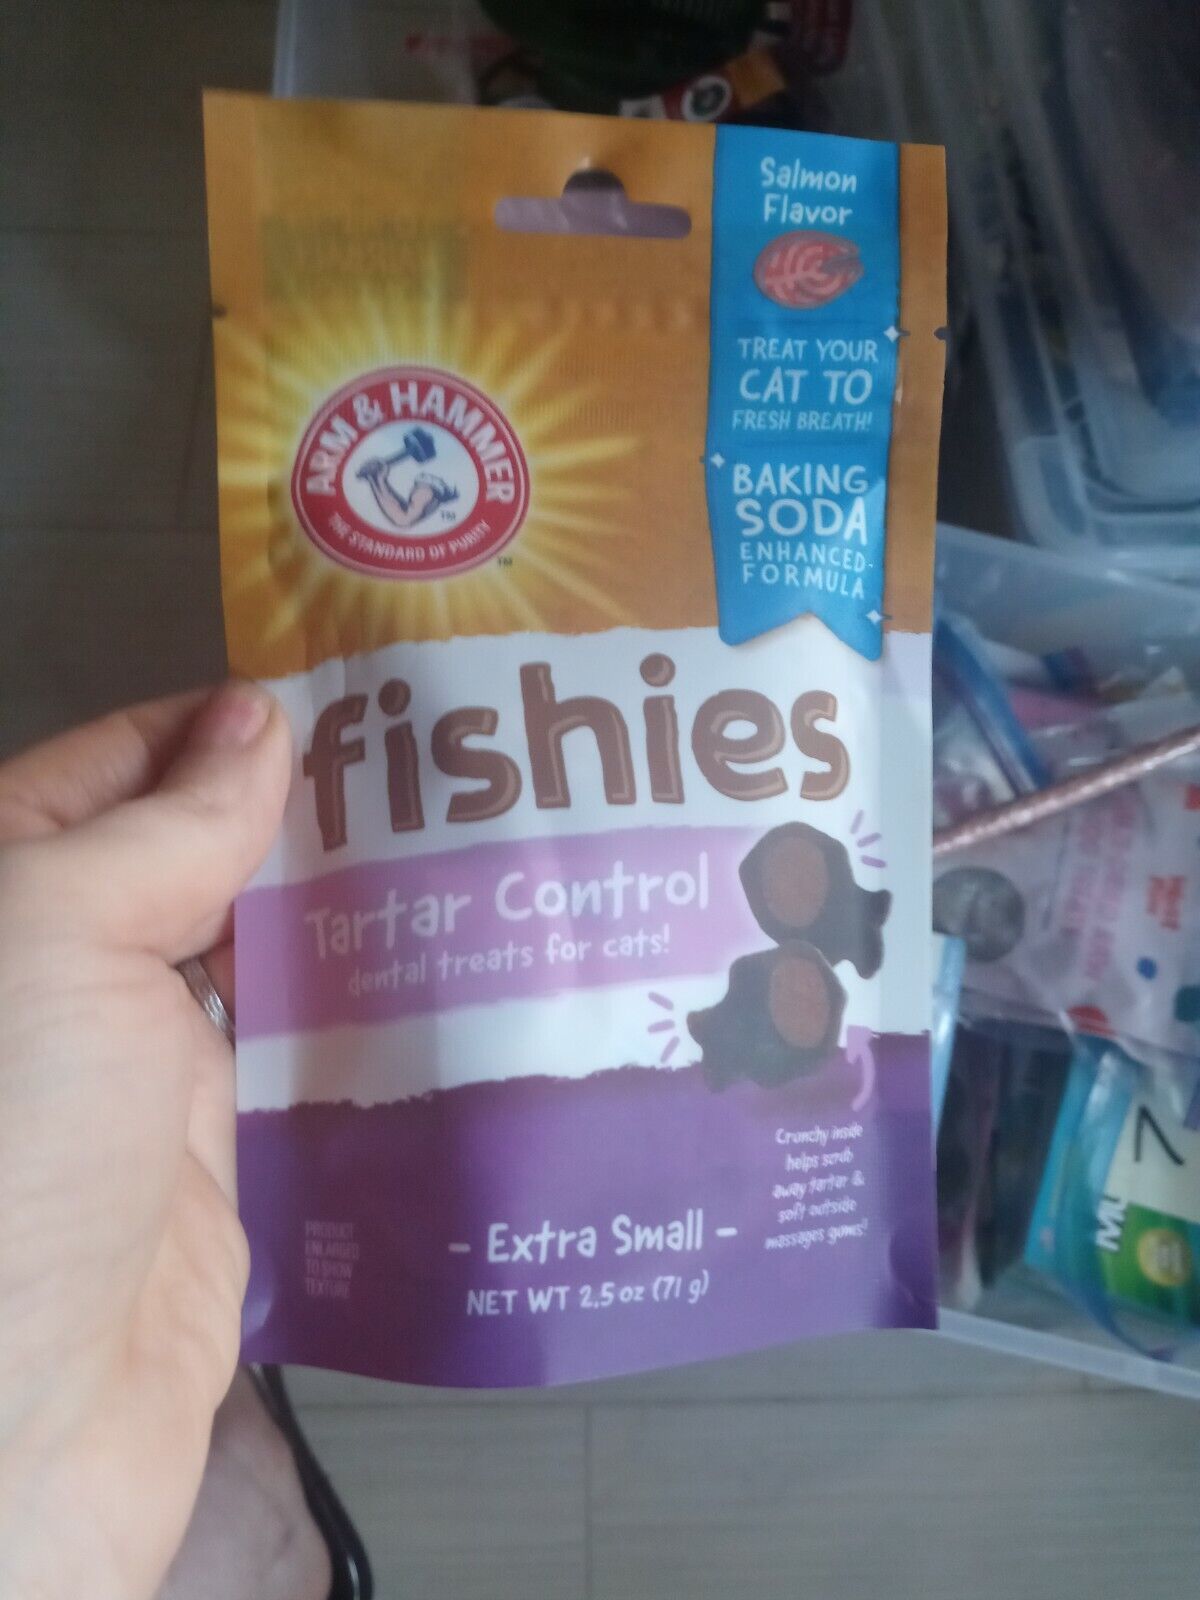 Salmon
Flavor
TREAT YOUR
CAT TO
FRESH BREATH!
BAKING
SODA
ENHANCED
FORMULA
ARM & HAMMER
THE STANDARD OF PURITY
TM
TM
fishies
Tartar Control
dental treats for cats!
Crunchy inside
helps scrub
away tartar &
soft outside
massages gums!
PRODUCT
ENLARGED
TO SHOW
TEXTURE
- Extra Small -
NET WT 2.5 oz (71 g)